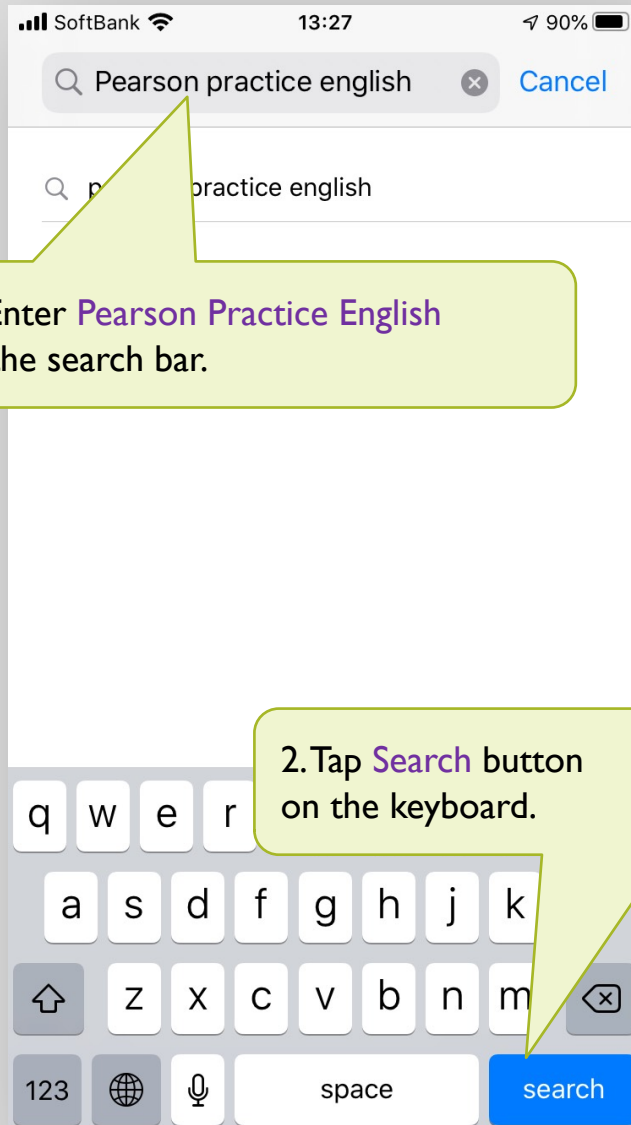 SoftBank 13:27 90%
Pearson practice english Cancel
practice english
Enter Pearson Practice English
the search bar.
2. Tap Search button
on the keyboard.
q w e r
a s d f g h j k
z x c v b n m
123 space search